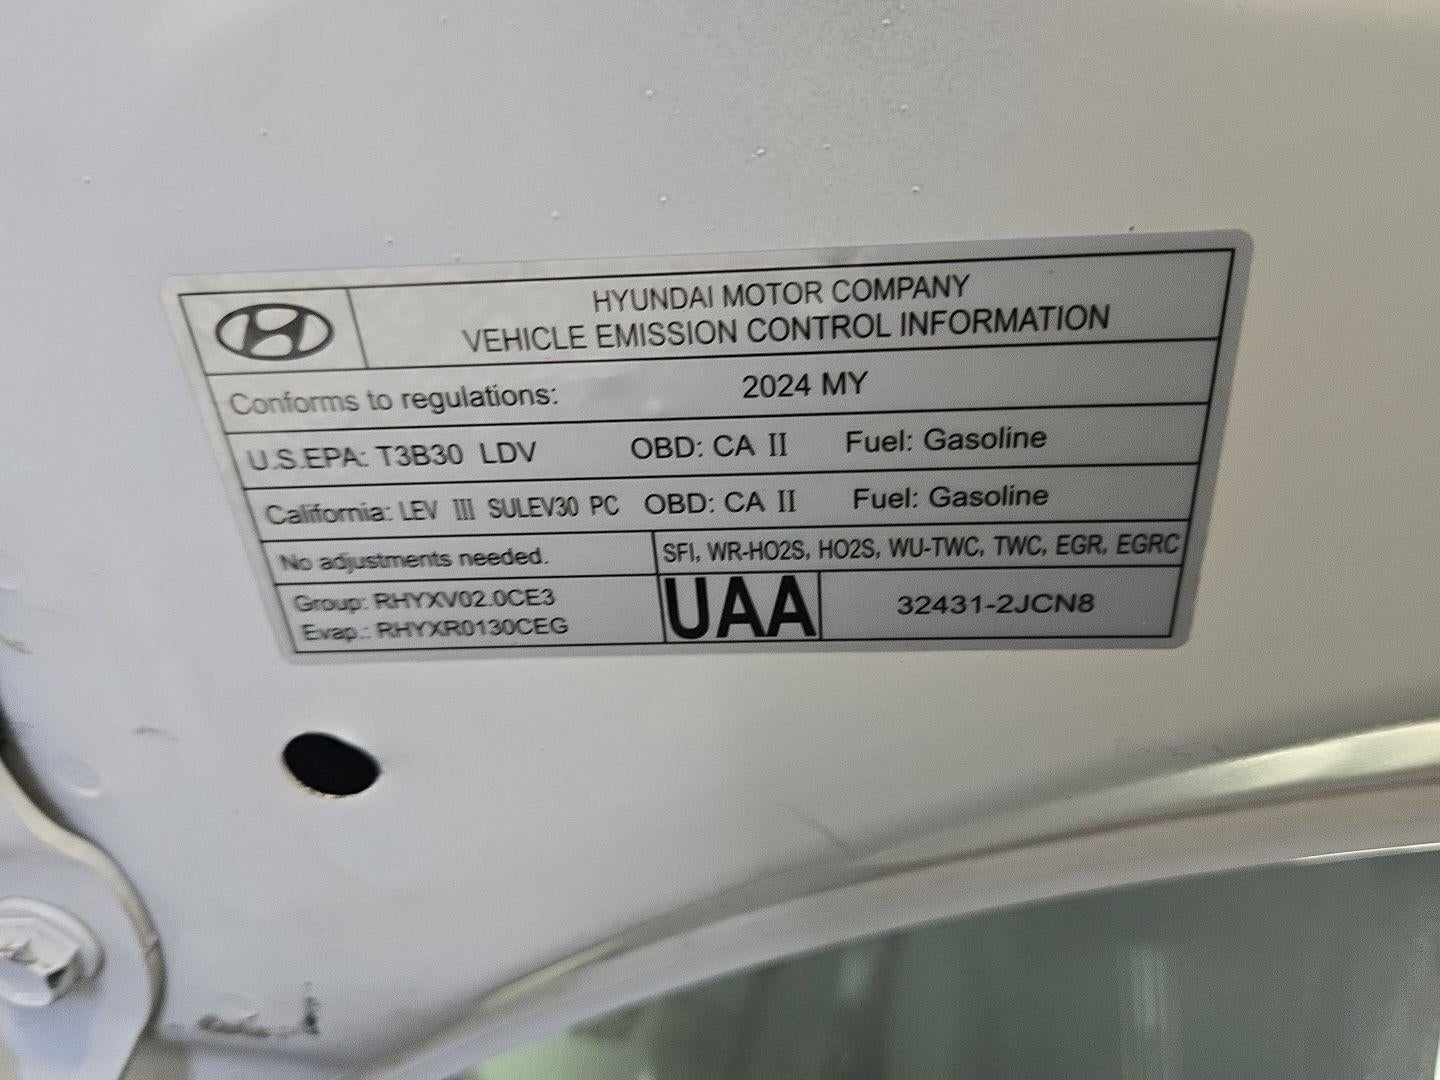 HYUNDAI MOTOR COMPANY
VEHICLE EMISSION CONTROL INFORMATION
Conforms to regulations: 2024 MY
U.S.EPA: T3B30 LDV OBD: CA II Fuel: Gasoline
California: LEV III SULEV30 PC OBD: CA II Fuel: Gasoline
No adjustments needed. SFI, WR-HO2S, HO2S, WU-TWC, TWC, EGR, EGRC
Group: RHYXV02.0CE3
Evap.: RHYXR0130CEG
UAA
32431-2JCN8